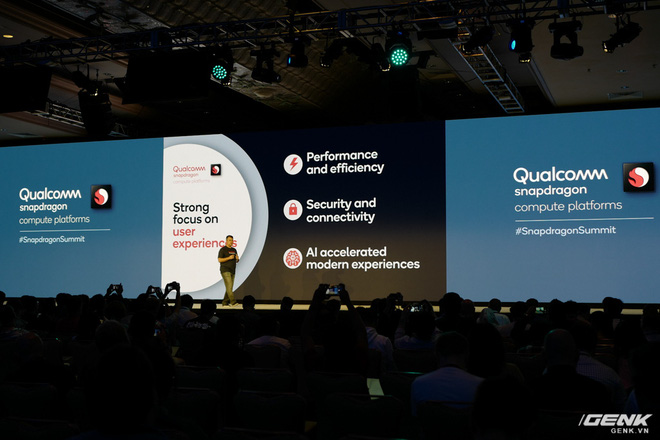 Qualcomm
snapdragon
compute platforms
#SnapdragonSummit
Qualcomm
snapdragon
compute platforms
Strong
focus on
user
experiences
Performance
and efficiency
Security and
connectivity
AI accelerated
modern experiences
Qualcomm
snapdragon
compute platforms
#SnapdragonSummit
GENK
GENK.VN